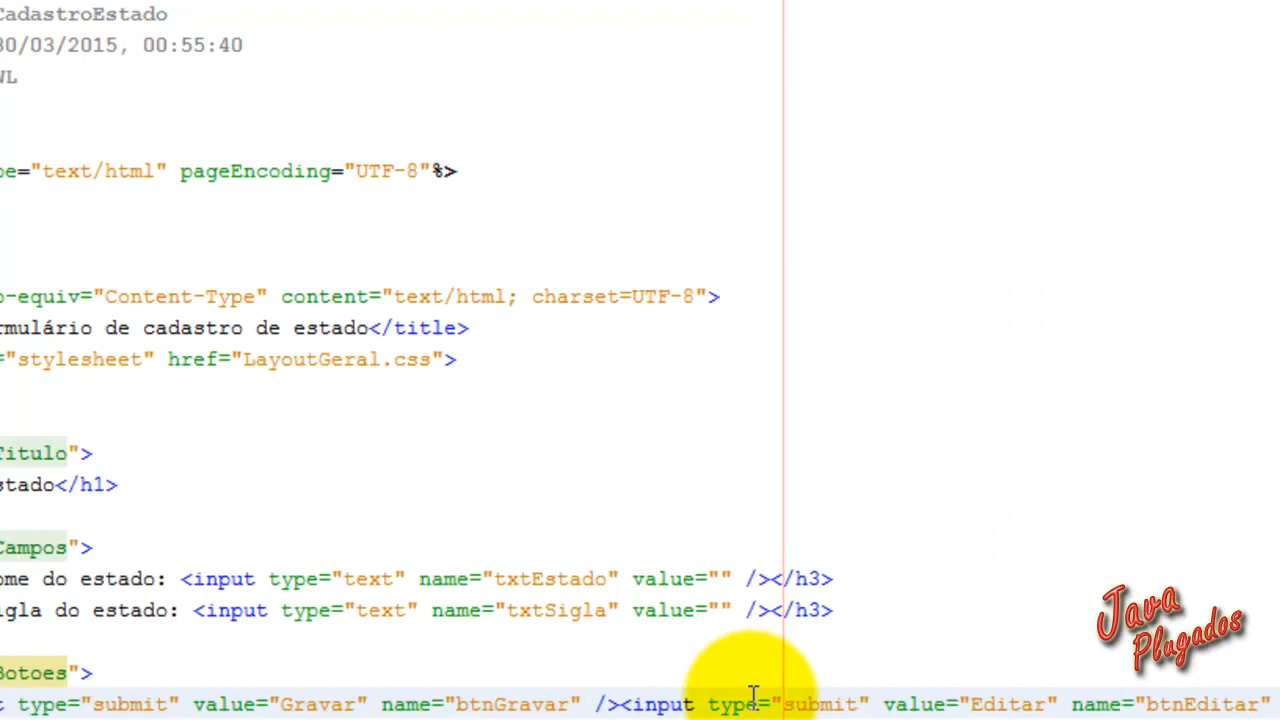 CadastroEstado
30/03/2015, 00:55:40
WL
pe="text/html" pageEncoding="UTF-8"%>
p-equiv="Content-Type" content="text/html; charset=UTF-8">
rmulário de cadastro de estado</title>
="stylesheet" href="LayoutGeral.css">
Titulo">
stado</h1>
Campos">
ome do estado: <input type="text" name="txtEstado" value="" /></h3>
igla do estado: <input type="text" name="txtSigla" value="" /></h3>
Botoes">
t type="submit" value="Gravar" name="btnGravar" /><input type="submit" value="Editar" name="btnEditar"
Java
Plugados